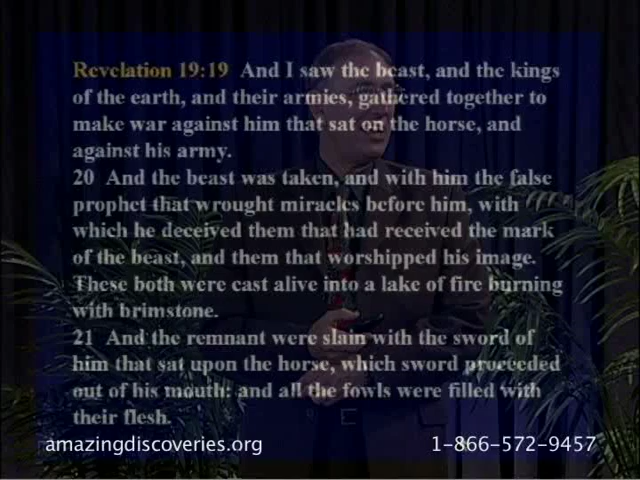 Revelation 19:19 And I saw the beast, and the kings
of the earth, and their armies, gathered together to
make war against him that sat on the horse, and
against his army.
20 And the beast was taken, and with him the false
prophet that wrought miracles before him, with
which he deceived them that had received the mark
of the beast, and them that worshipped his image.
These both were cast alive into a lake of fire burning
with brimstone.
21 And the remnant were slain with the sword of
him that sat upon the horse, which sword proceeded
out of his mouth: and all the fowls were filled with
their flesh.
amazingdiscoveries.org 1-866-572-9457